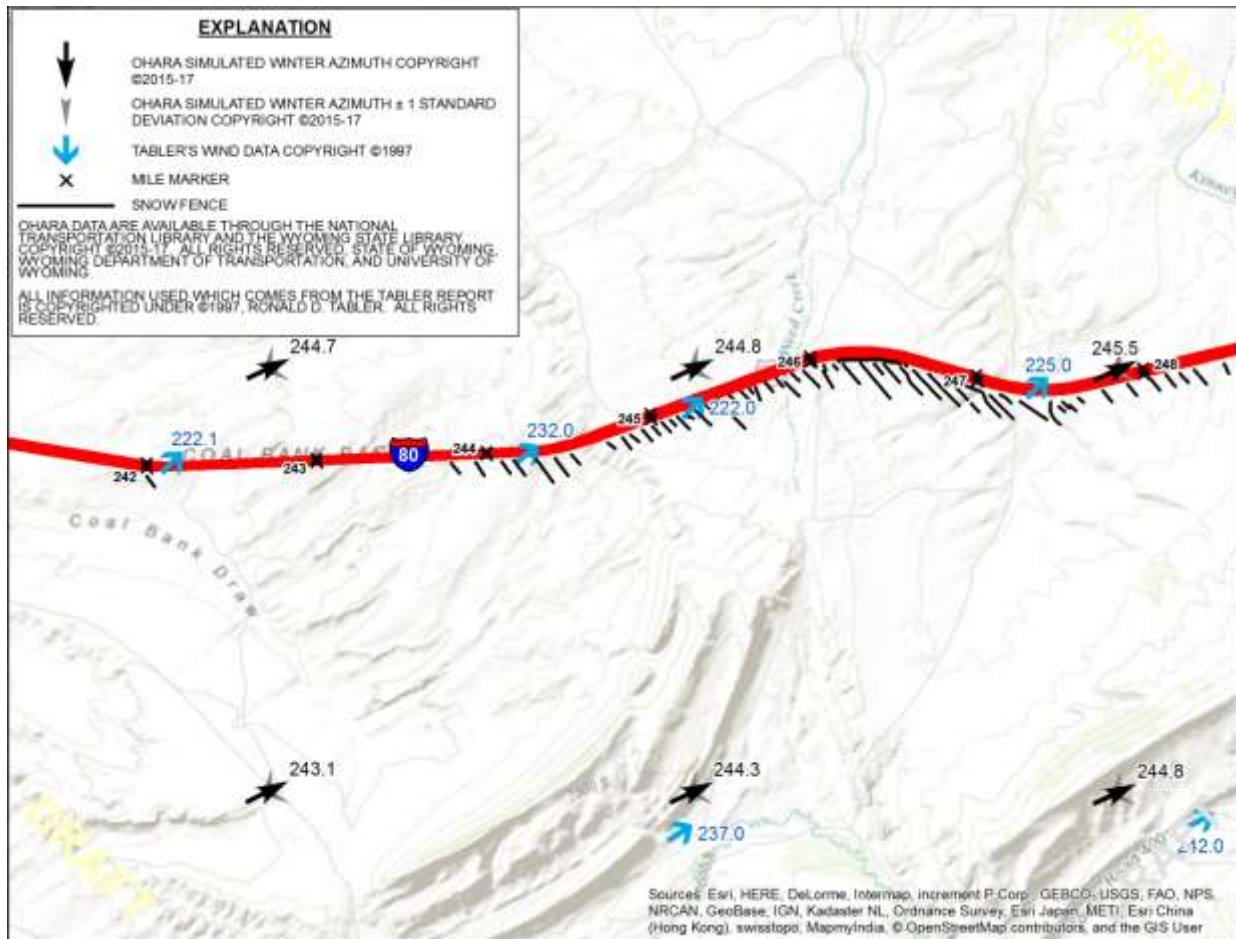 EXPLANATION
OHARA SIMULATED WINTER AZIMUTH COPYRIGHT
©2015-17
OHARA SIMULATED WINTER AZIMUTH ± 1 STANDARD
DEVIATION COPYRIGHT ©2015-17
TABLER'S WIND DATA COPYRIGHT ©1997
MILE MARKER
SNOW FENCE
OHARA DATA ARE AVAILABLE THROUGH THE NATIONAL
TRANSPORTATION LIBRARY AND THE WYOMING STATE LIBRARY
COPYRIGHT ©2015-17. ALL RIGHTS RESERVED, STATE OF WYOMING,
WYOMING DEPARTMENT OF TRANSPORTATION, AND UNIVERSITY OF
WYOMING
ALL INFORMATION USED WHICH COMES FROM THE TABLER REPORT
IS COPYRIGHTED UNDER ©1997, RONALD D. TABLER. ALL RIGHTS
RESERVED.
DRAFT
244.7
244.8
245.5
246
247
248
225.0
245
222.0
222.1
232.0
244
COAL BANK
80
242
243
Coal Bank Draw
243.1
244.3
244.8
237.0
242.0
DRAFT
Sources: Esri, HERE, DeLorme, Intermap, increment P Corp., GEBCO, USGS, FAO, NPS,
NRCAN, GeoBase, IGN, Kadaster NL, Ordnance Survey, Esri Japan, METI, Esri China
(Hong Kong), swisstopo, MapmyIndia, © OpenStreetMap contributors, and the GIS User